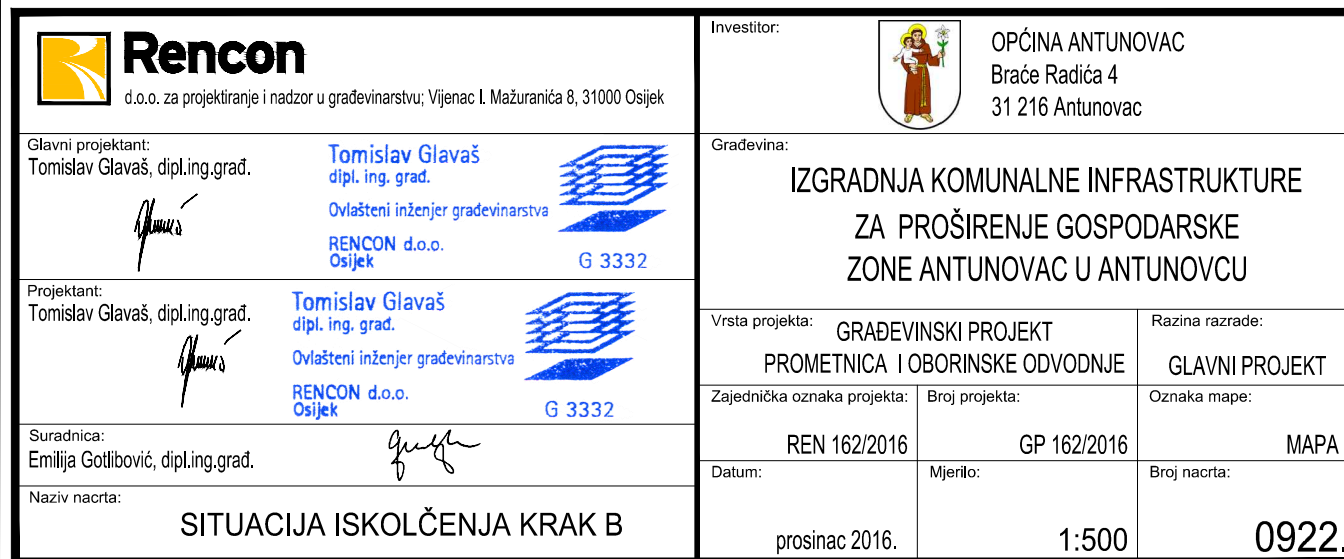 Rencon
d.o.o. za projektiranje i nadzor u građevinarstvu; Vijenac I. Mažuranića 8, 31000 Osijek
Glavni projektant:
Tomislav Glavaš, dipl.ing.građ.
Tomislav Glavaš
dipl. ing. građ.
Ovlašteni inženjer građevinarstva
RENCON d.o.o.
Osijek G 3332
Projektant:
Tomislav Glavaš, dipl.ing.građ.
Tomislav Glavaš
dipl. ing. građ.
Ovlašteni inženjer građevinarstva
RENCON d.o.o.
Osijek G 3332
Suradnica:
Emilija Gotlibović, dipl.ing.građ.
Naziv nacrta:
SITUACIJA ISKOLČENJA KRAK B
Investitor:
OPĆINA ANTUNOVAC
Braće Radića 4
31 216 Antunovac
Građevina:
IZGRADNJA KOMUNALNE INFRASTRUKTURE
ZA PROŠIRENJE GOSPODARSKE
ZONE ANTUNOVAC U ANTUNOVCU
Vrsta projekta:
GRAĐEVINSKI PROJEKT
PROMETNICA I OBORINSKE ODVODNJE
Razina razrade:
GLAVNI PROJEKT
Zajednička oznaka projekta:
REN 162/2016
Broj projekta:
GP 162/2016
Oznaka mape:
MAPA
Datum:
prosinac 2016.
Mjerilo:
1:500
Broj nacrta:
0922.